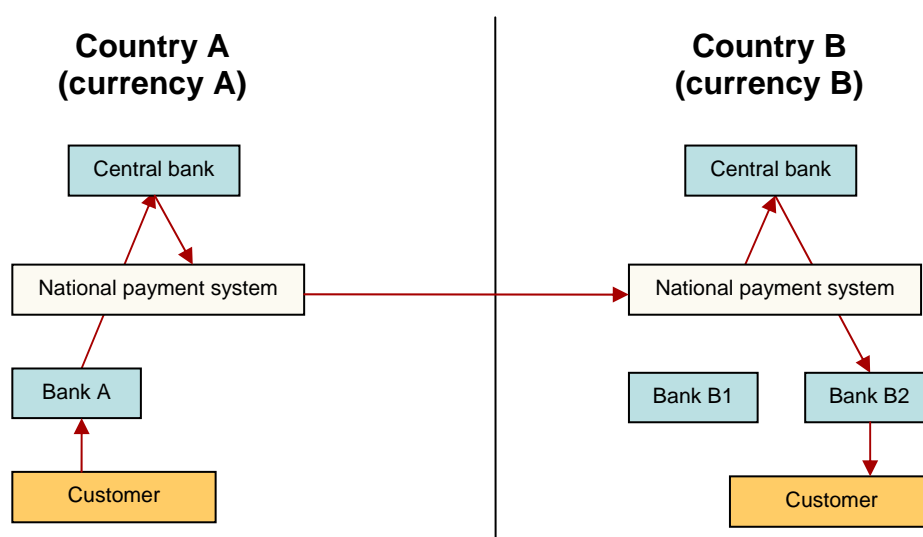 Country A
(currency A)
Country B
(currency B)
Central bank
Central bank
National payment system
National payment system
Bank A
Bank B1
Bank B2
Customer
Customer